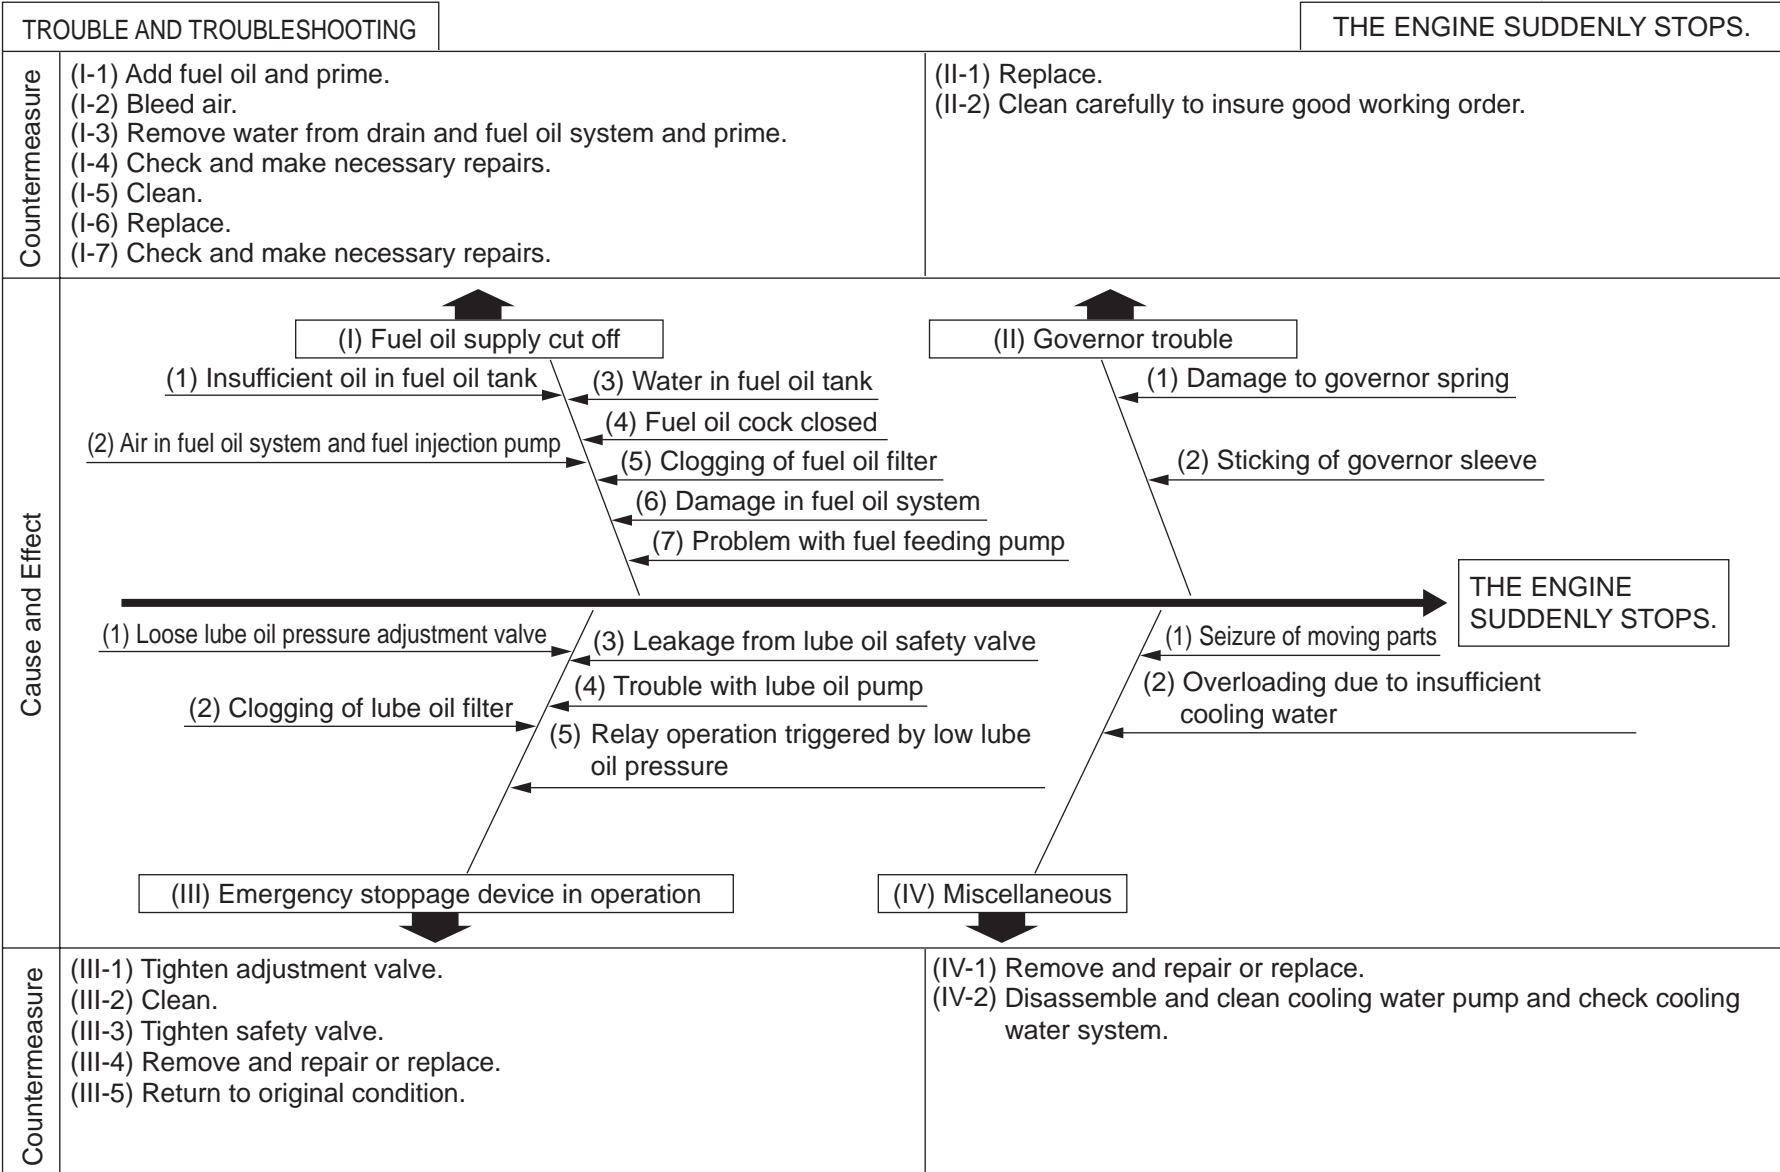 TROUBLE AND TROUBLESHOOTING
THE ENGINE SUDDENLY STOPS.
Countermeasure
(I-1) Add fuel oil and prime.
(I-2) Bleed air.
(I-3) Remove water from drain and fuel oil system and prime.
(I-4) Check and make necessary repairs.
(I-5) Clean.
(I-6) Replace.
(I-7) Check and make necessary repairs.
(II-1) Replace.
(II-2) Clean carefully to insure good working order.
Cause and Effect
(I) Fuel oil supply cut off
(1) Insufficient oil in fuel oil tank
(2) Air in fuel oil system and fuel injection pump
(3) Water in fuel oil tank
(4) Fuel oil cock closed
(5) Clogging of fuel oil filter
(6) Damage in fuel oil system
(7) Problem with fuel feeding pump
(II) Governor trouble
(1) Damage to governor spring
(2) Sticking of governor sleeve
THE ENGINE
SUDDENLY STOPS.
(1) Loose lube oil pressure adjustment valve
(2) Clogging of lube oil filter
(3) Leakage from lube oil safety valve
(4) Trouble with lube oil pump
(5) Relay operation triggered by low lube
oil pressure
(III) Emergency stoppage device in operation
(1) Seizure of moving parts
(2) Overloading due to insufficient
cooling water
(IV) Miscellaneous
Countermeasure
(III-1) Tighten adjustment valve.
(III-2) Clean.
(III-3) Tighten safety valve.
(III-4) Remove and repair or replace.
(III-5) Return to original condition.
(IV-1) Remove and repair or replace.
(IV-2) Disassemble and clean cooling water pump and check cooling
water system.